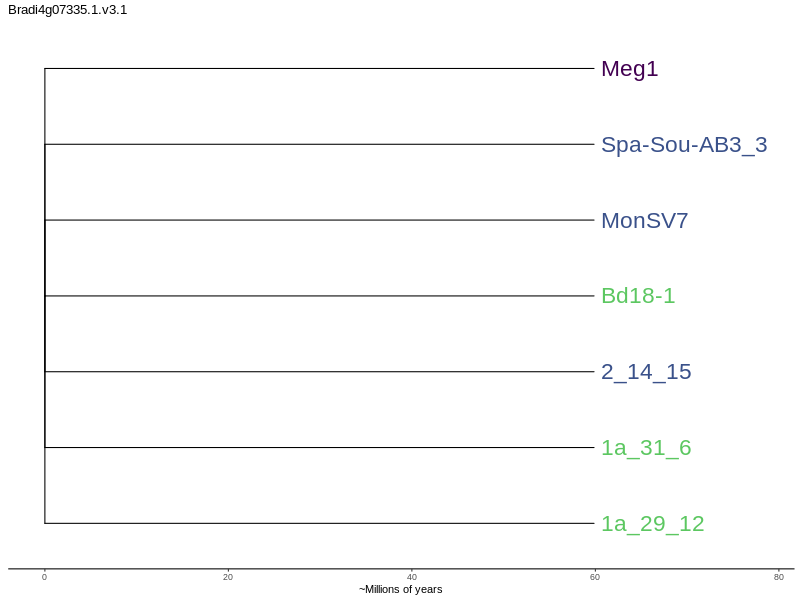 Bradi4g07335.1.v3.1
Meg1
Spa-Sou-AB3_3
MonSV7
Bd18-1
2_14_15
1a_31_6
1a_29_12
0 20 40 60 80
~Millions of years